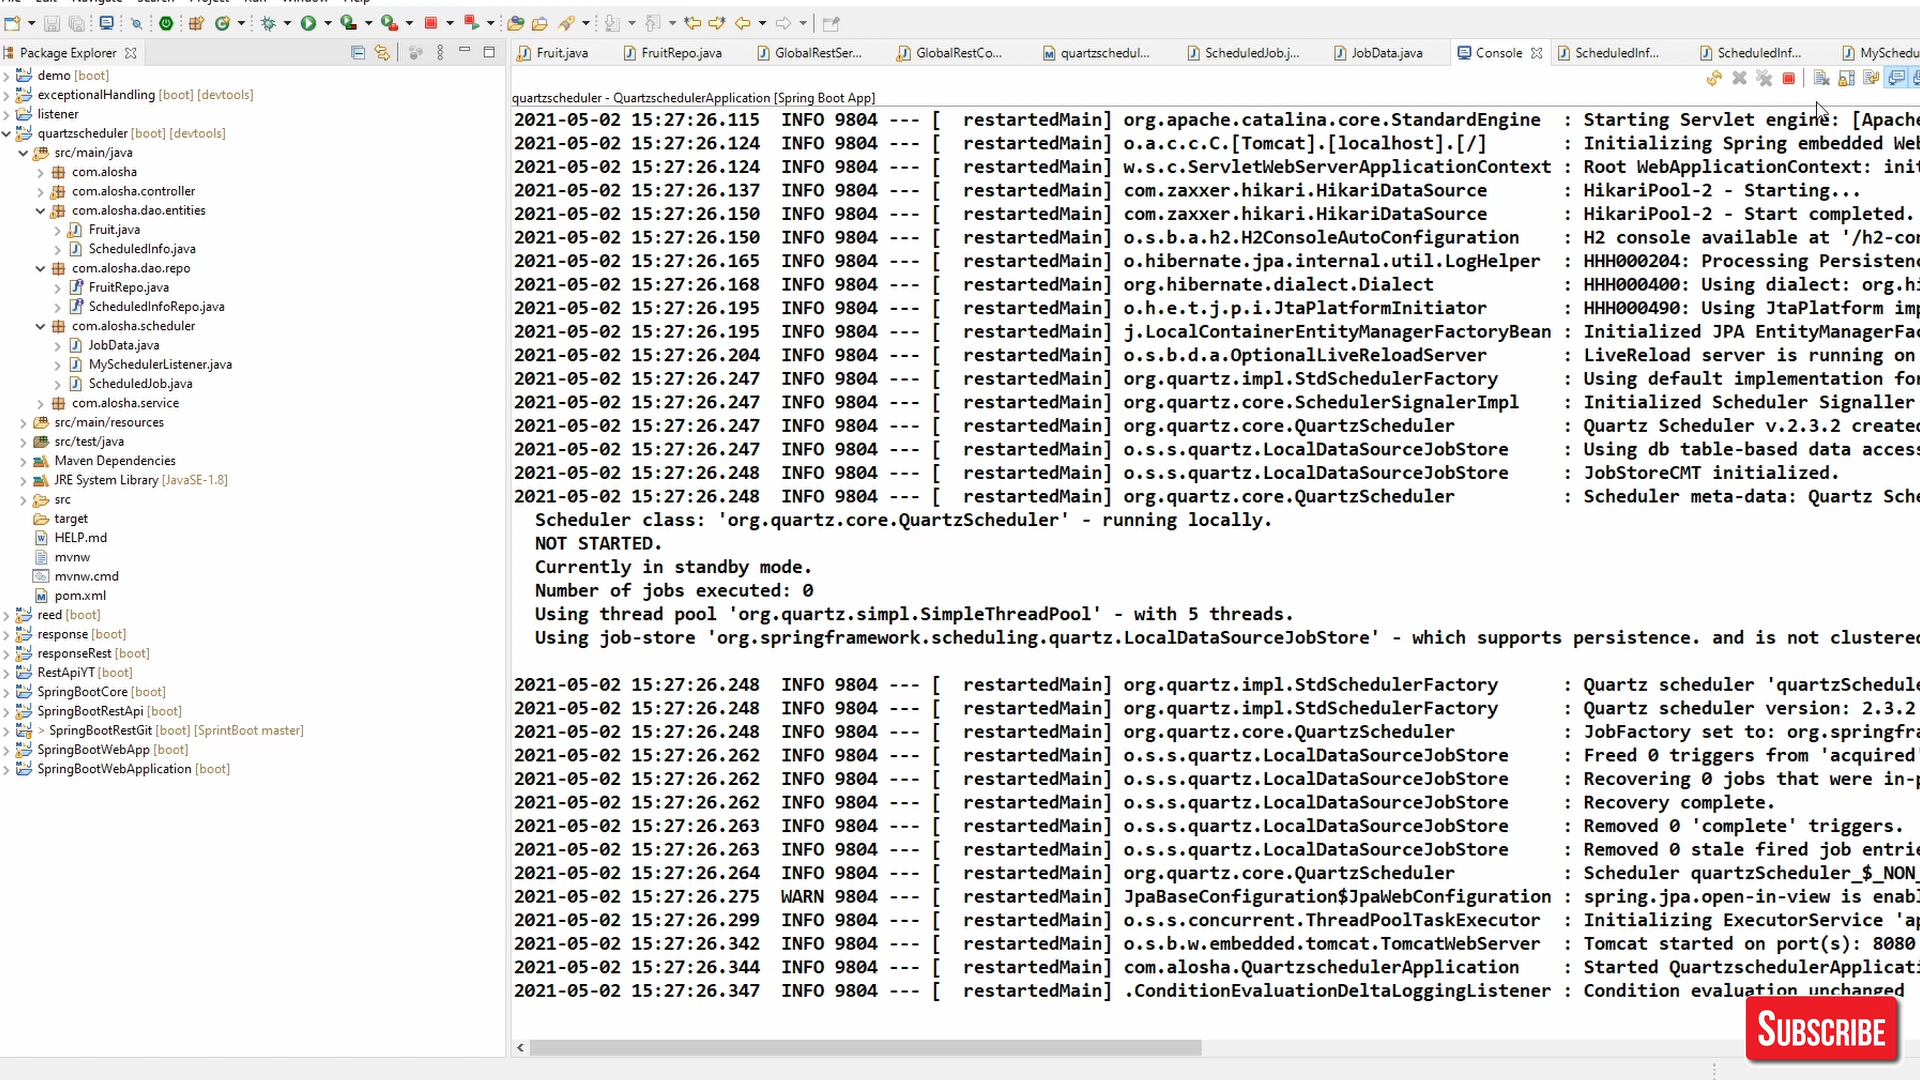 File Edit Navigate Search Project Run Window Help
Package Explorer
Fruit.java
FruitRepo.java
GlobalRestSer...
GlobalRestCo...
quartzschedul...
ScheduledJob.j...
JobData.java
Console
ScheduledInf...
ScheduledInf...
MySchedu
demo [boot]
exceptionalHandling [boot] [devtools]
listener
quartzscheduler [boot] [devtools]
src/main/java
com.alosha
com.alosha.controller
com.alosha.dao.entities
Fruit.java
ScheduledInfo.java
com.alosha.dao.repo
FruitRepo.java
ScheduledInfoRepo.java
com.alosha.scheduler
JobData.java
MySchedulerListener.java
ScheduledJob.java
com.alosha.service
src/main/resources
src/test/java
Maven Dependencies
JRE System Library [JavaSE-1.8]
src
target
HELP.md
mvnw
mvnw.cmd
pom.xml
reed [boot]
response [boot]
responseRest [boot]
RestApiYT [boot]
SpringBootCore [boot]
SpringBootRestApi [boot]
> SpringBootRestGit [boot] [SprintBoot master]
SpringBootWebApp [boot]
SpringBootWebApplication [boot]
quartzscheduler - QuartzschedulerApplication [Spring Boot App]
2021-05-02 15:27:26.115 INFO 9804 --- [ restartedMain] org.apache.catalina.core.StandardEngine : Starting Servlet engine: [Apache
2021-05-02 15:27:26.124 INFO 9804 --- [ restartedMain] o.a.c.c.C.[Tomcat].[localhost].[/] : Initializing Spring embedded Web
2021-05-02 15:27:26.124 INFO 9804 --- [ restartedMain] w.s.c.ServletWebServerApplicationContext : Root WebApplicationContext: init
2021-05-02 15:27:26.137 INFO 9804 --- [ restartedMain] com.zaxxer.hikari.HikariDataSource : HikariPool-2 - Starting...
2021-05-02 15:27:26.150 INFO 9804 --- [ restartedMain] com.zaxxer.hikari.HikariDataSource : HikariPool-2 - Start completed.
2021-05-02 15:27:26.150 INFO 9804 --- [ restartedMain] o.s.b.a.h2.H2ConsoleAutoConfiguration : H2 console available at '/h2-con
2021-05-02 15:27:26.165 INFO 9804 --- [ restartedMain] o.hibernate.jpa.internal.util.LogHelper : HHH000204: Processing Persistenc
2021-05-02 15:27:26.168 INFO 9804 --- [ restartedMain] org.hibernate.dialect.Dialect : HHH000400: Using dialect: org.hi
2021-05-02 15:27:26.195 INFO 9804 --- [ restartedMain] o.h.e.t.j.p.i.JtaPlatformInitiator : HHH000490: Using JtaPlatform imp
2021-05-02 15:27:26.195 INFO 9804 --- [ restartedMain] j.LocalContainerEntityManagerFactoryBean : Initialized JPA EntityManagerFac
2021-05-02 15:27:26.204 INFO 9804 --- [ restartedMain] o.s.b.d.a.OptionalLiveReloadServer : LiveReload server is running on
2021-05-02 15:27:26.247 INFO 9804 --- [ restartedMain] org.quartz.impl.StdSchedulerFactory : Using default implementation for
2021-05-02 15:27:26.247 INFO 9804 --- [ restartedMain] org.quartz.core.SchedulerSignalerImpl : Initialized Scheduler Signaller
2021-05-02 15:27:26.247 INFO 9804 --- [ restartedMain] org.quartz.core.QuartzScheduler : Quartz Scheduler v.2.3.2 created
2021-05-02 15:27:26.247 INFO 9804 --- [ restartedMain] o.s.s.quartz.LocalDataSourceJobStore : Using db table-based data access
2021-05-02 15:27:26.248 INFO 9804 --- [ restartedMain] o.s.s.quartz.LocalDataSourceJobStore : JobStoreCMT initialized.
2021-05-02 15:27:26.248 INFO 9804 --- [ restartedMain] org.quartz.core.QuartzScheduler : Scheduler meta-data: Quartz Sche
Scheduler class: 'org.quartz.core.QuartzScheduler' - running locally.
NOT STARTED.
Currently in standby mode.
Number of jobs executed: 0
Using thread pool 'org.quartz.simpl.SimpleThreadPool' - with 5 threads.
Using job-store 'org.springframework.scheduling.quartz.LocalDataSourceJobStore' - which supports persistence. and is not clustered
2021-05-02 15:27:26.248 INFO 9804 --- [ restartedMain] org.quartz.impl.StdSchedulerFactory : Quartz scheduler 'quartzSchedule
2021-05-02 15:27:26.248 INFO 9804 --- [ restartedMain] org.quartz.impl.StdSchedulerFactory : Quartz scheduler version: 2.3.2
2021-05-02 15:27:26.248 INFO 9804 --- [ restartedMain] org.quartz.core.QuartzScheduler : JobFactory set to: org.springfra
2021-05-02 15:27:26.262 INFO 9804 --- [ restartedMain] o.s.s.quartz.LocalDataSourceJobStore : Freed 0 triggers from 'acquired'
2021-05-02 15:27:26.262 INFO 9804 --- [ restartedMain] o.s.s.quartz.LocalDataSourceJobStore : Recovering 0 jobs that were in-p
2021-05-02 15:27:26.262 INFO 9804 --- [ restartedMain] o.s.s.quartz.LocalDataSourceJobStore : Recovery complete.
2021-05-02 15:27:26.263 INFO 9804 --- [ restartedMain] o.s.s.quartz.LocalDataSourceJobStore : Removed 0 'complete' triggers.
2021-05-02 15:27:26.263 INFO 9804 --- [ restartedMain] o.s.s.quartz.LocalDataSourceJobStore : Removed 0 stale fired job entrie
2021-05-02 15:27:26.264 INFO 9804 --- [ restartedMain] org.quartz.core.QuartzScheduler : Scheduler quartzScheduler_$_NON_
2021-05-02 15:27:26.275 WARN 9804 --- [ restartedMain] JpaBaseConfiguration$JpaWebConfiguration : spring.jpa.open-in-view is enabl
2021-05-02 15:27:26.299 INFO 9804 --- [ restartedMain] o.s.s.concurrent.ThreadPoolTaskExecutor : Initializing ExecutorService 'ap
2021-05-02 15:27:26.342 INFO 9804 --- [ restartedMain] o.s.b.w.embedded.tomcat.TomcatWebServer : Tomcat started on port(s): 8080
2021-05-02 15:27:26.344 INFO 9804 --- [ restartedMain] com.alosha.QuartzschedulerApplication : Started QuartzschedulerApplicati
2021-05-02 15:27:26.347 INFO 9804 --- [ restartedMain] .ConditionEvaluationDeltaLoggingListener : Condition evaluation unchanged
SUBSCRIBE